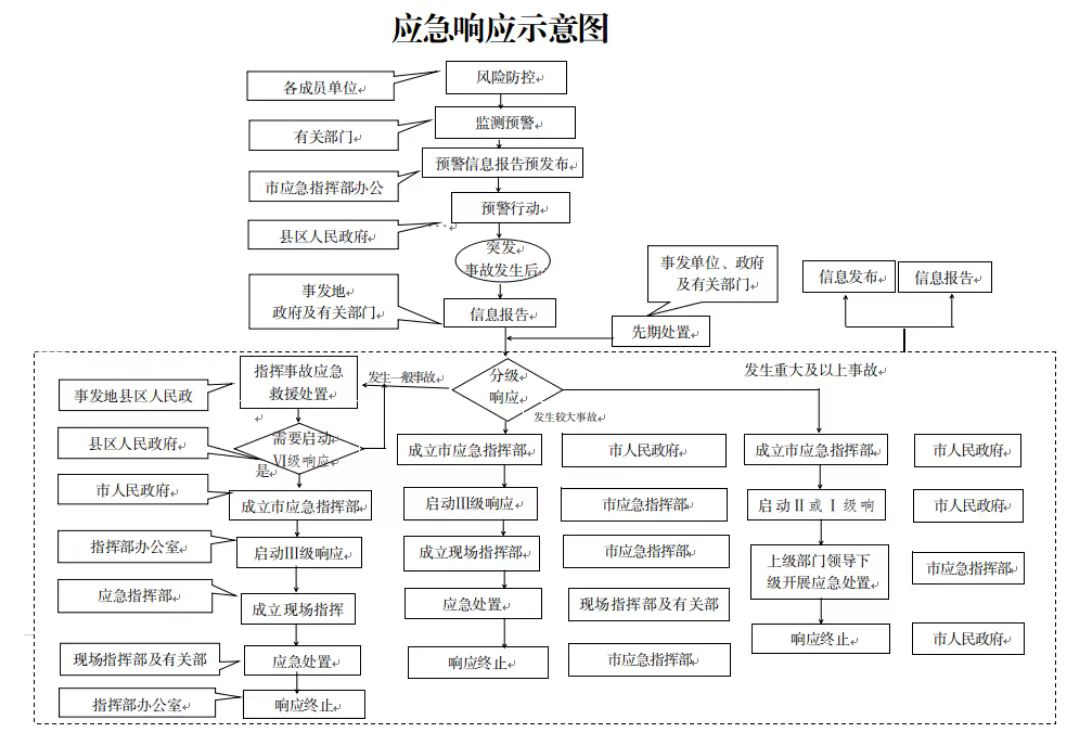 应急响应示意图
各成员单位
风险防控
有关部门
监测预警
市应急指挥部办公
预警信息报告预发布
县区人民政府
预警行动
突发
事故发生后
事发地
政府及有关部门
信息报告
事发单位、政府
及有关部门
先期处置
信息发布
信息报告
分级
响应
发生一般事故
发生较大事故
发生重大及以上事故
事发地县区人民政
指挥事故应急
救援处置
县区人民政府
需要启动
Ⅵ级响应
是
市人民政府
成立市应急指挥部
指挥部办公室
启动Ⅲ级响应
应急指挥部
成立现场指挥
现场指挥部及有关部
应急处置
指挥部办公室
响应终止
成立市应急指挥部
市人民政府
启动Ⅲ级响应
市应急指挥部
成立现场指挥部
市应急指挥部
应急处置
现场指挥部及有关部
响应终止
市应急指挥部
成立市应急指挥部
市人民政府
启动Ⅱ或Ⅰ级响
市人民政府
上级部门领导下
级开展应急处置
市应急指挥部
响应终止
市人民政府